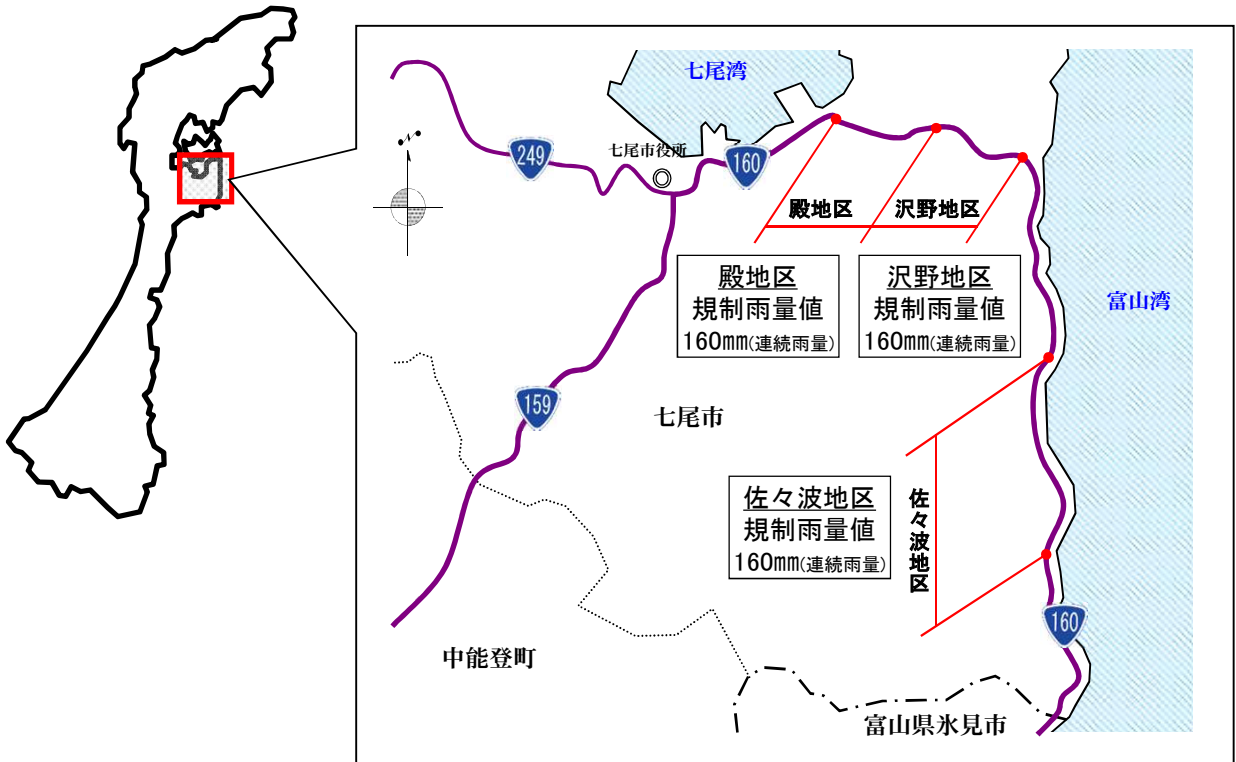 七尾湾
249
七尾市役所
160
殿地区
沢野地区
殿地区
規制雨量値
160mm(連続雨量)
沢野地区
規制雨量値
160mm(連続雨量)
富山湾
159
七尾市
佐々波地区
規制雨量値
160mm(連続雨量)
佐々波地区
160
中能登町
富山県氷見市